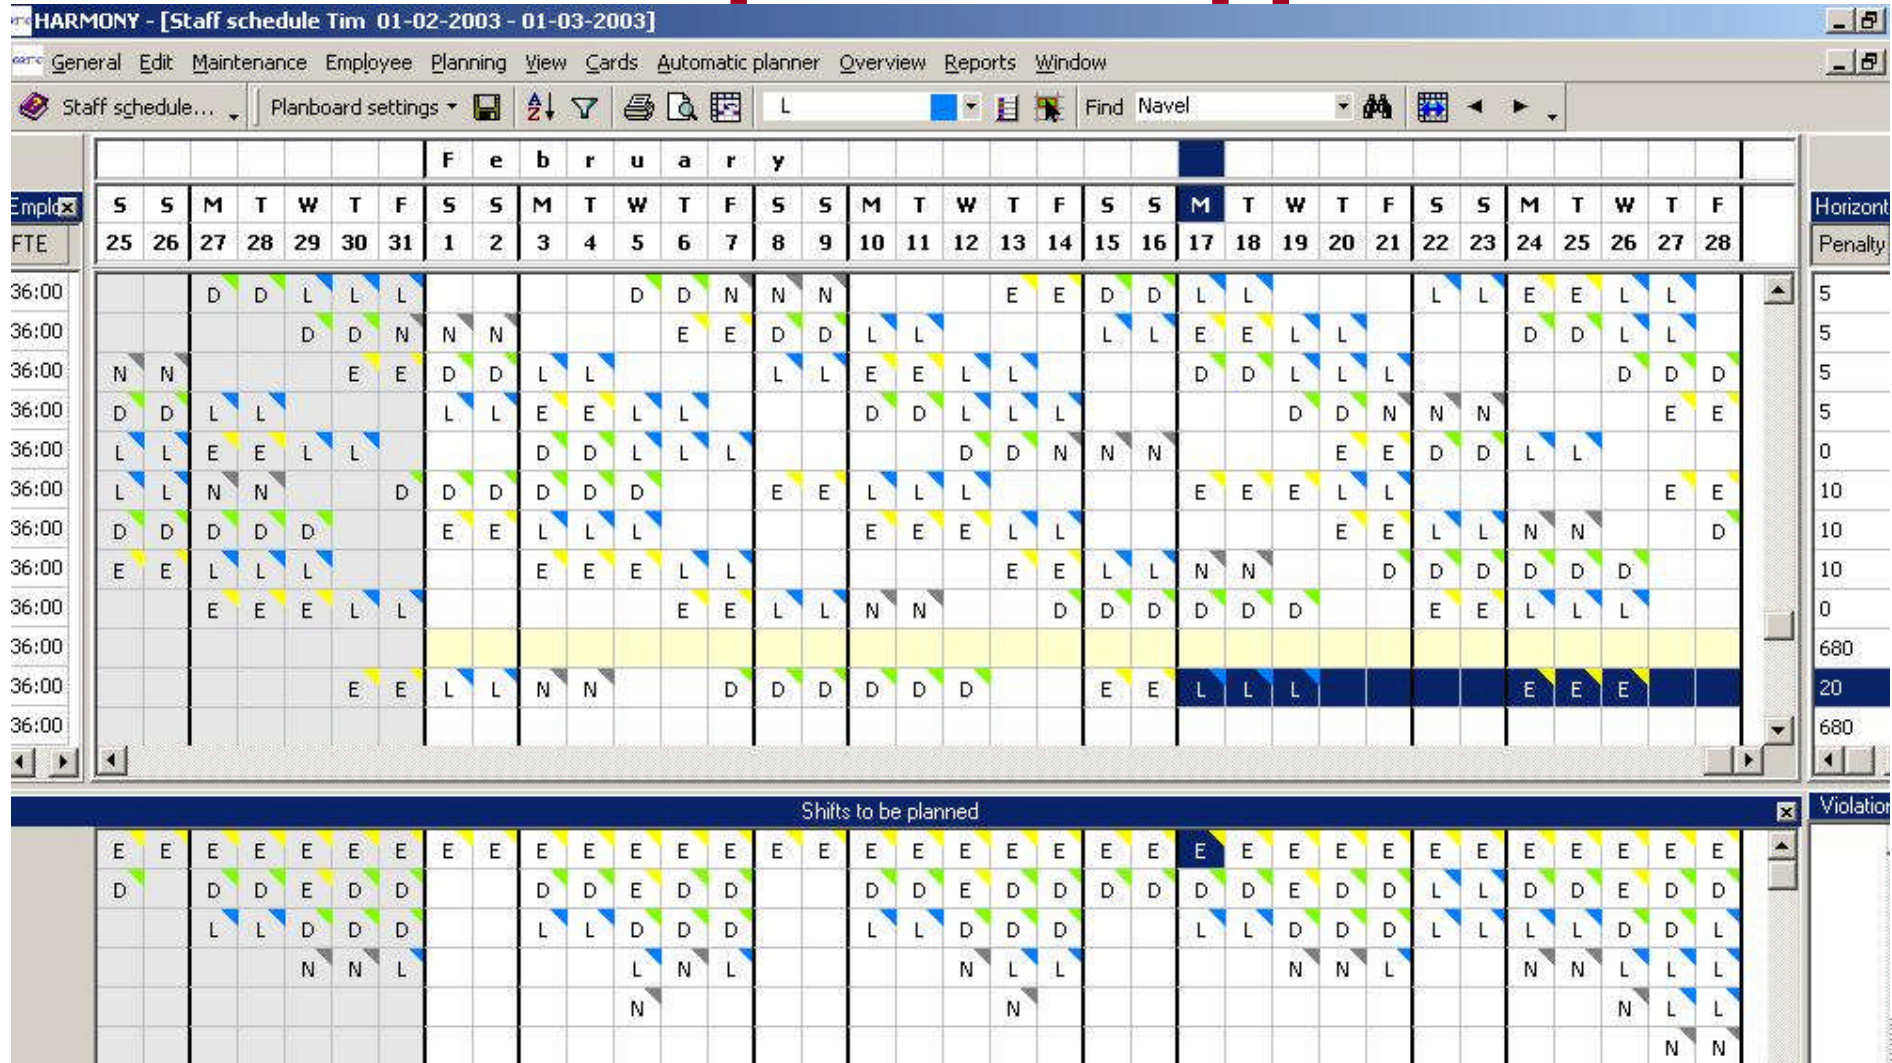 HARMONY - [Staff schedule Tim 01-02-2003 - 01-03-2003]
General Edit Maintenance Employee Planning View Cards Automatic planner Overview Reports Window
Staff schedule... Planboard settings L Find Navel
F e b r u a r y
Emplo S S M T W T F S S M T W T F S S M T W T F S S M T W T F S S M T W T F Horizont
FTE 25 26 27 28 29 30 31 1 2 3 4 5 6 7 8 9 10 11 12 13 14 15 16 17 18 19 20 21 22 23 24 25 26 27 28 Penalty
36:00 D D L L L D D N N N E E D D L L L L E E L L 5
36:00 D D N N N E E D D L L L L E E L L D D L L 5
36:00 N N E E D D L L L L E E L L D D L L L D D D 5
36:00 D D L L L L E E L L D D L L L D D N N N E E 5
36:00 L L E E L L D D L L L D D N N N E E D D L L 0
36:00 L L N N D D D D D D E E L L L E E E L L E E 10
36:00 D D D D D E E L L L E E E L L E E L L N N D 10
36:00 E E L L L E E E L L E E L L N N D D D D D D 10
36:00 E E E L L E E L L N N D D D D D D E E L L L 0
36:00 680
36:00 E E L L N N D D D D D D E E L L L E E E 20
36:00 680
Shifts to be planned Violation
E E E E E E E E E E E E E E E E E E E E E E E E E E E E E E E E E E E
D D D E D D D D E D D D D E D D D D D D E D D L L D D E D D
L L D D D L L D D D L L D D D L L D D D L L L L D D L
N N L L N L N L L N N L N N L L L
N N N L L
N N